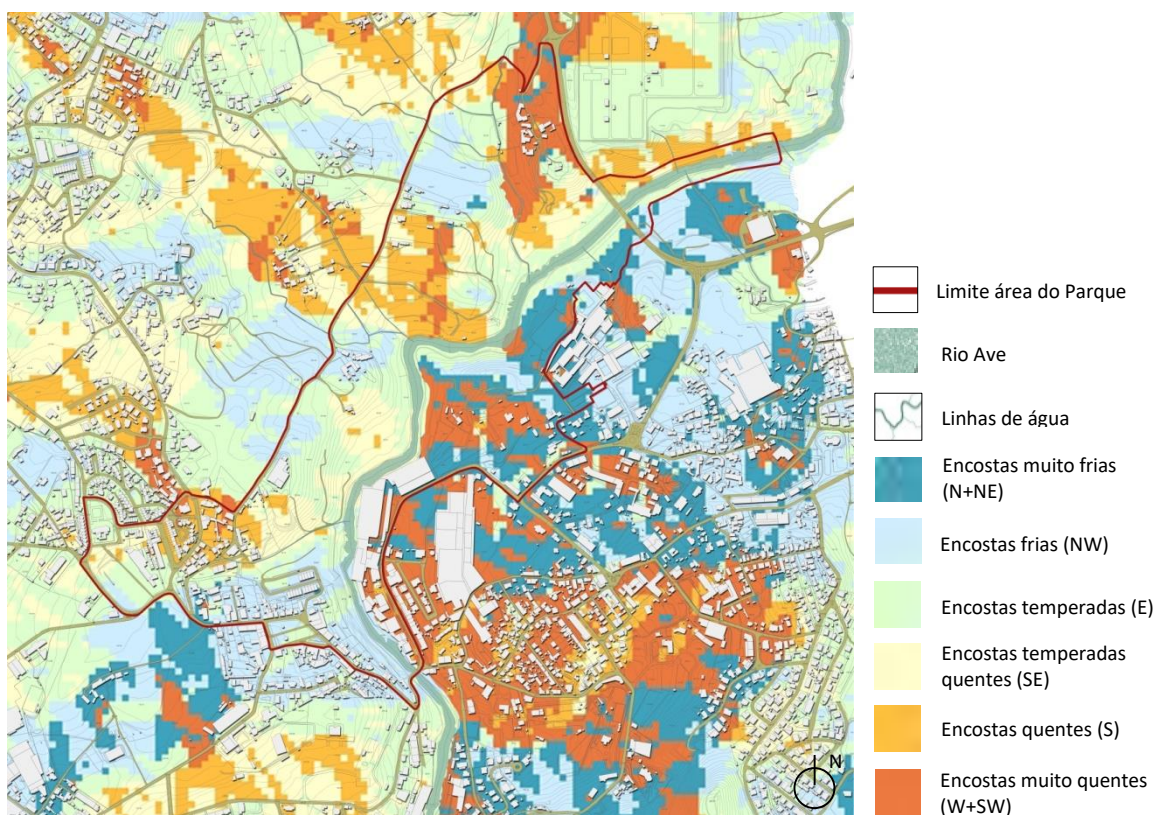 N
Limite área do Parque
Rio Ave
Linhas de água
Encostas muito frias
(N+NE)
Encostas frias (NW)
Encostas temperadas (E)
Encostas temperadas
quentes (SE)
Encostas quentes (S)
Encostas muito quentes
(W+SW)